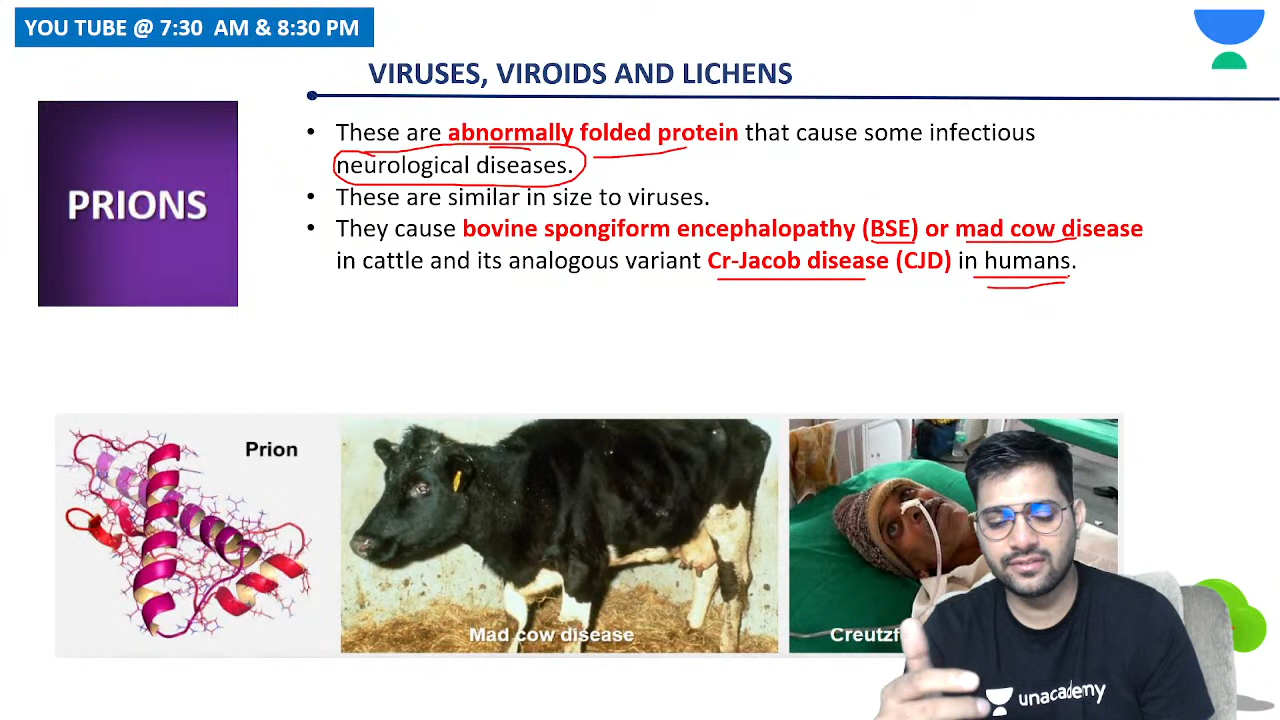 YOU TUBE @ 7:30 AM & 8:30 PM
VIRUSES, VIROIDS AND LICHENS
PRIONS
• These are abnormally folded protein that cause some infectious
neurological diseases.
• These are similar in size to viruses.
• They cause bovine spongiform encephalopathy (BSE) or mad cow disease
in cattle and its analogous variant Cr-Jacob disease (CJD) in humans.
Prion
Mad cow disease
unacademy